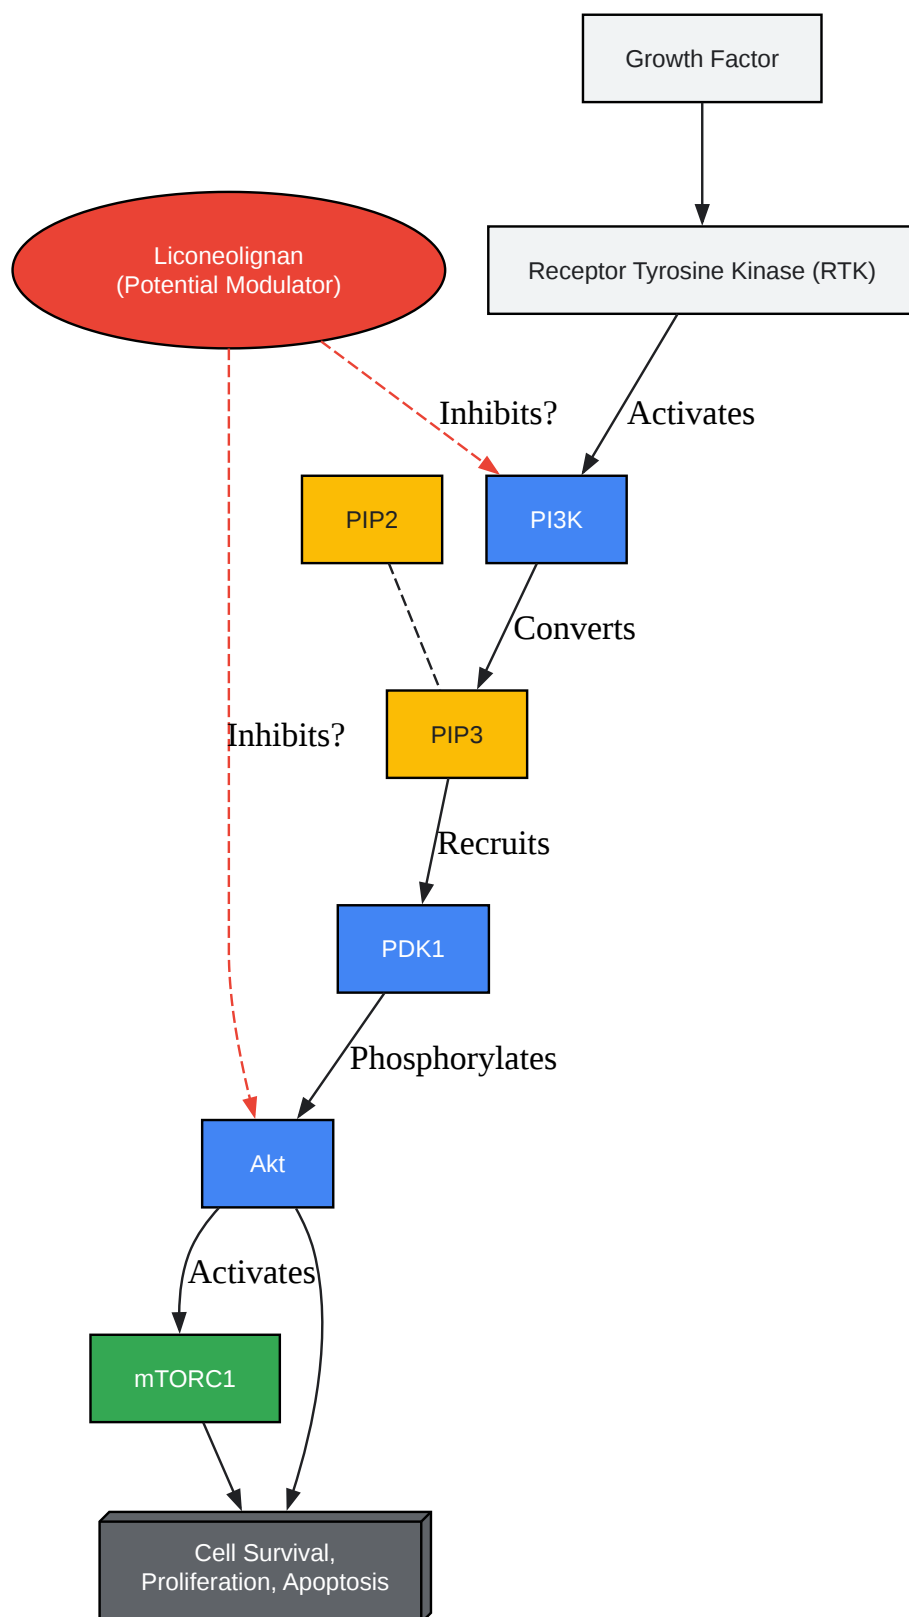 Growth Factor
Liconeolignan
(Potential Modulator)
Receptor Tyrosine Kinase (RTK)
Inhibits?
Activates
PIP2
PI3K
Converts
Inhibits?
PIP3
Recruits
PDK1
Phosphorylates
Akt
Activates
mTORC1
Cell Survival,
Proliferation, Apoptosis